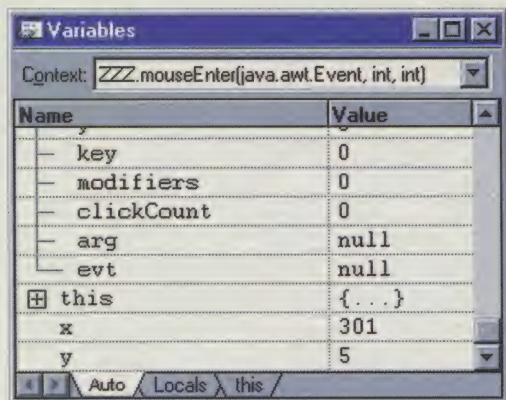 Variables
Context: ZZZ.mouseEnter(java.awt.Event, int, int)
Name Value
key 0
modifiers 0
clickCount 0
arg null
evt null
this {...}
x 301
y 5
Auto Locals this